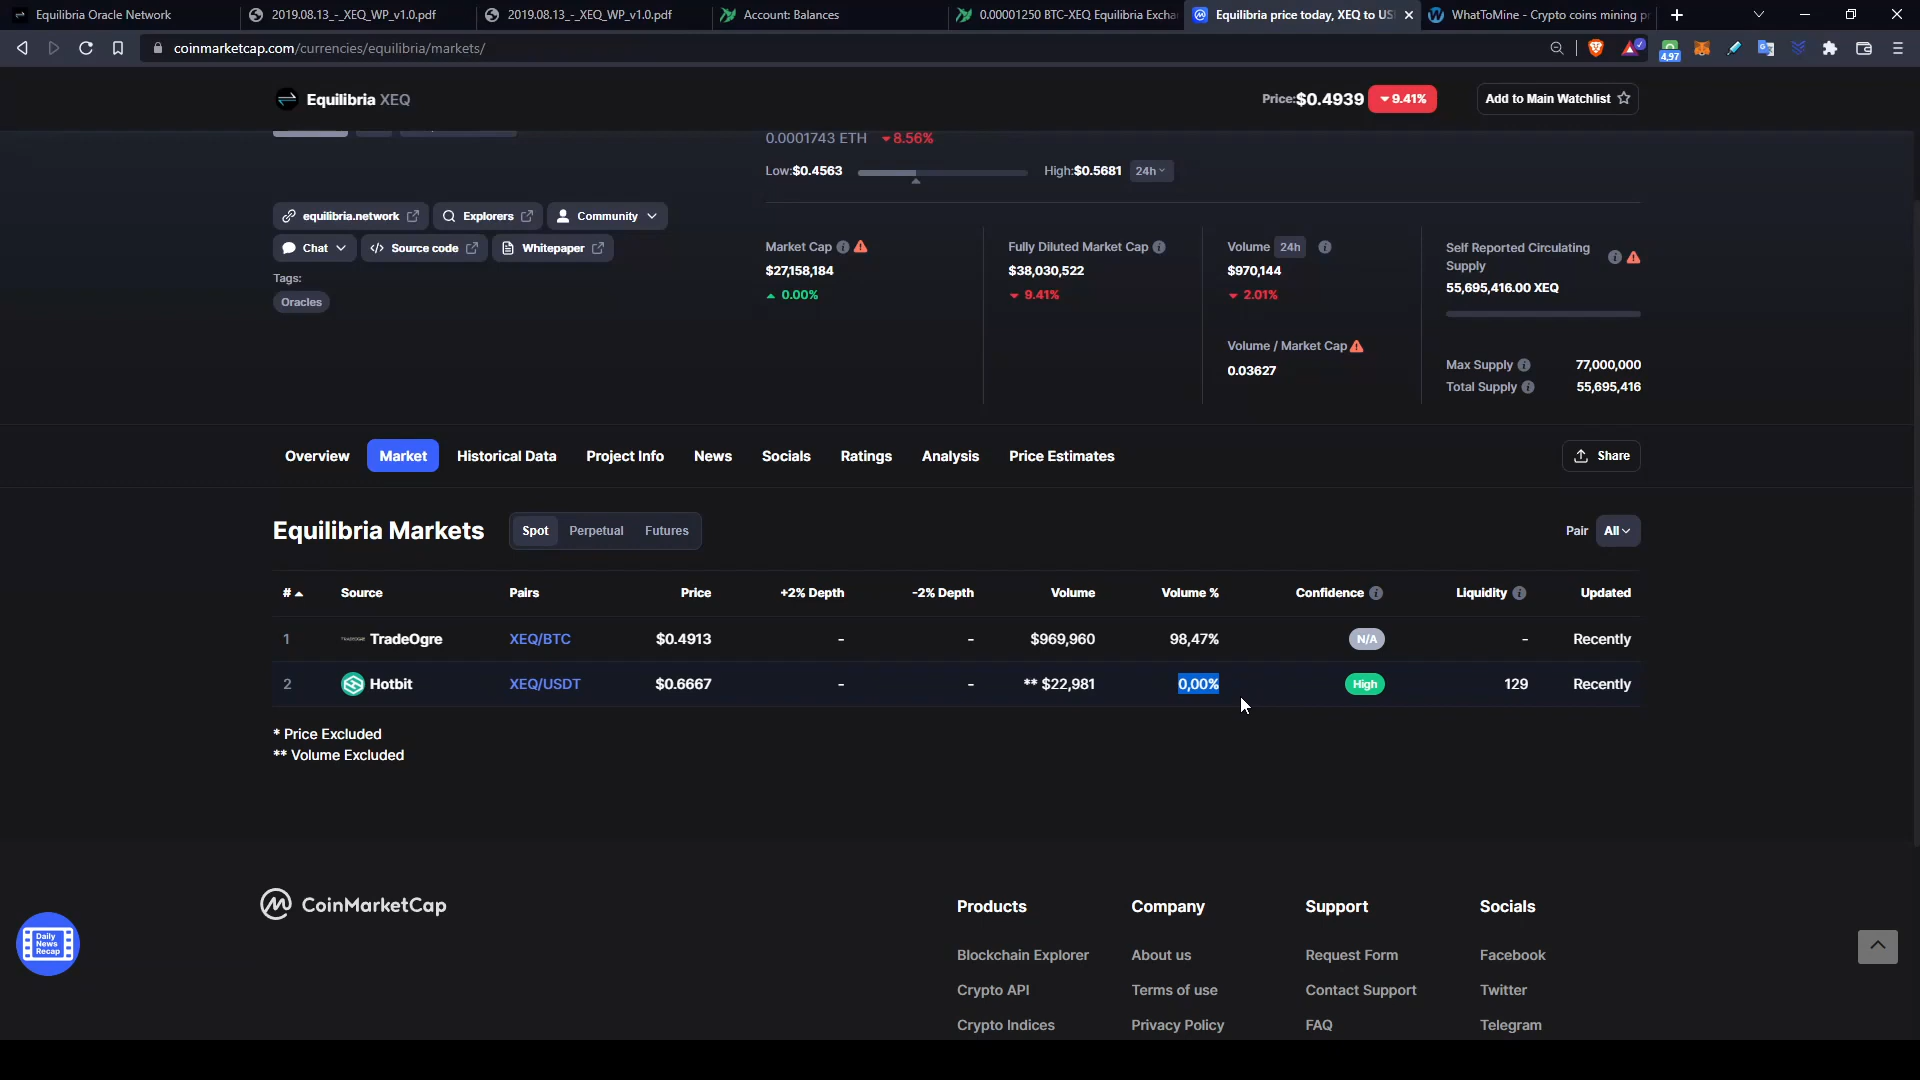 Equilibria Oracle Network
2019.08.13_-_XEQ_WP_v1.0.pdf
2019.08.13_-_XEQ_WP_v1.0.pdf
Account: Balances
0.00001250 BTC-XEQ Equilibria Excha
Equilibria price today, XEQ to US
WhatToMine - Crypto coins mining pr
coinmarketcap.com/currencies/equilibria/markets/
4,97
Equilibria XEQ
Price:$0.4939 9.41%
Add to Main Watchlist
0.0001743 ETH 8.56%
Low:$0.4563
High:$0.5681 24h
equilibria.network
Explorers
Community
Chat
</> Source code
Whitepaper
Tags:
Oracles
Market Cap
$27,158,184
0.00%
Fully Diluted Market Cap
$38,030,522
9.41%
Volume 24h
$970,144
2.01%
Volume / Market Cap
0.03627
Self Reported Circulating
Supply
55,695,416.00 XEQ
Max Supply 77,000,000
Total Supply 55,695,416
Overview Market Historical Data Project Info News Socials Ratings Analysis Price Estimates
Share
Equilibria Markets
Spot Perpetual Futures
Pair All
# Source Pairs Price +2% Depth -2% Depth Volume Volume % Confidence Liquidity Updated
1 TRADEOGRE TradeOgre XEQ/BTC $0.4913 - - $969,960 98,47% N/A - Recently
2 Hotbit XEQ/USDT $0.6667 - - ** $22,981 0,00% High 129 Recently
* Price Excluded
** Volume Excluded
CoinMarketCap
Daily
News
Recap
Products
Blockchain Explorer
Crypto API
Crypto Indices
Company
About us
Terms of use
Privacy Policy
Support
Request Form
Contact Support
FAQ
Socials
Facebook
Twitter
Telegram